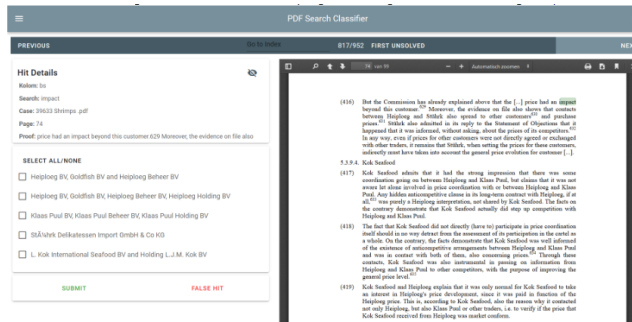 PDF Search Classifier
PREVIOUS
Go to Index
817/952 FIRST UNSOLVED
NEX
Hit Details
Kolom: bs
Search: impact
Case: 39633 Shrimps .pdf
Page: 74
Proof: price had an impact beyond this customer.629 Moreover, the evidence on file also
SELECT ALL/NONE
Heiploeg BV, Goldfish BV and Heiploeg Beheer BV
Heiploeg BV, Goldfish BV, Heiploeg Beheer BV, Heiploeg Holding BV
Klaas Puul BV, Klaas Puul Beheer BV, Klaas Puul Holding BV
StÃ¼hrk Delikatessen Import GmbH & Co KG
L. Kok International Seafood BV and Holding L.J.M. Kok BV
SUBMIT
FALSE HIT
74 van 99
Automatisch zoomen
(416) But the Commission has already explained above that the [...] price had an impact
beyond this customer.629 Moreover, the evidence on file also shows that contacts
between Heiploeg and Stührk also spread to other customers630 and purchase
prices.631 Stührk also admitted in its reply to the Statement of Objections that it
happened that it was informed, without asking, about the prices of its competitors.632
In any way, even if prices for other customers were not directly agreed or exchanged
with other traders, it remains that Stührk, when setting the prices for these customers,
indirectly must have taken into account the general price evolution for customer [...].
5.3.9.4. Kok Seafood
(417) Kok Seafood admits that it had the strong impression that there was some
coordination going on between Heiploeg and Klaas Puul, but claims that it was not
aware let alone involved in price coordination with or between Heiploeg and Klaas
Puul. Any hidden anticompetitive clause in its long-term contract with Heiploeg, if at
all,633 was purely a Heiploeg interpretation, not shared by Kok Seafood. The facts on
the contrary demonstrate that Kok Seafood actually did step up competition with
Heiploeg and Klaas Puul.
(418) The fact that Kok Seafood did not directly (have to) participate in price coordination
itself should in no way detract from the assessment of its participation in the cartel as
a whole. On the contrary, the facts demonstrate that Kok Seafood was well informed
of the existence of anticompetitive arrangements between Heiploeg and Klaas Puul
and was in contact with both of them, also concerning prices. Through these
contacts, Kok Seafood was also instrumental in passing on information from
Heiploeg and Klaas Puul to other competitors, with the purpose of improving the
general price level.
(419) Kok Seafood and Heiploeg explain that it was only normal for Kok Seafood to take
an interest in Heiploeg's price development, since it was paid in function of the
Heiploeg price. This is, according to Kok Seafood, also the reason why it contacted
not only Heiploeg, but also Klaas Puul or other traders, i.e. to verify if the price that
Kok Seafood received from Heiploeg was market conform.